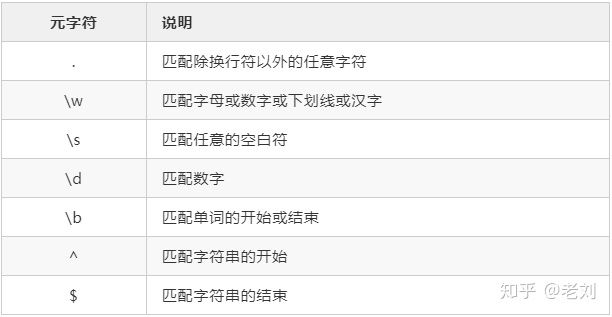 元字符 说明
. 匹配除换行符以外的任意字符
\w 匹配字母或数字或下划线或汉字
\s 匹配任意的空白符
\d 匹配数字
\b 匹配单词的开始或结束
^ 匹配字符串的开始
$ 匹配字符串的结束
知乎 @老刘